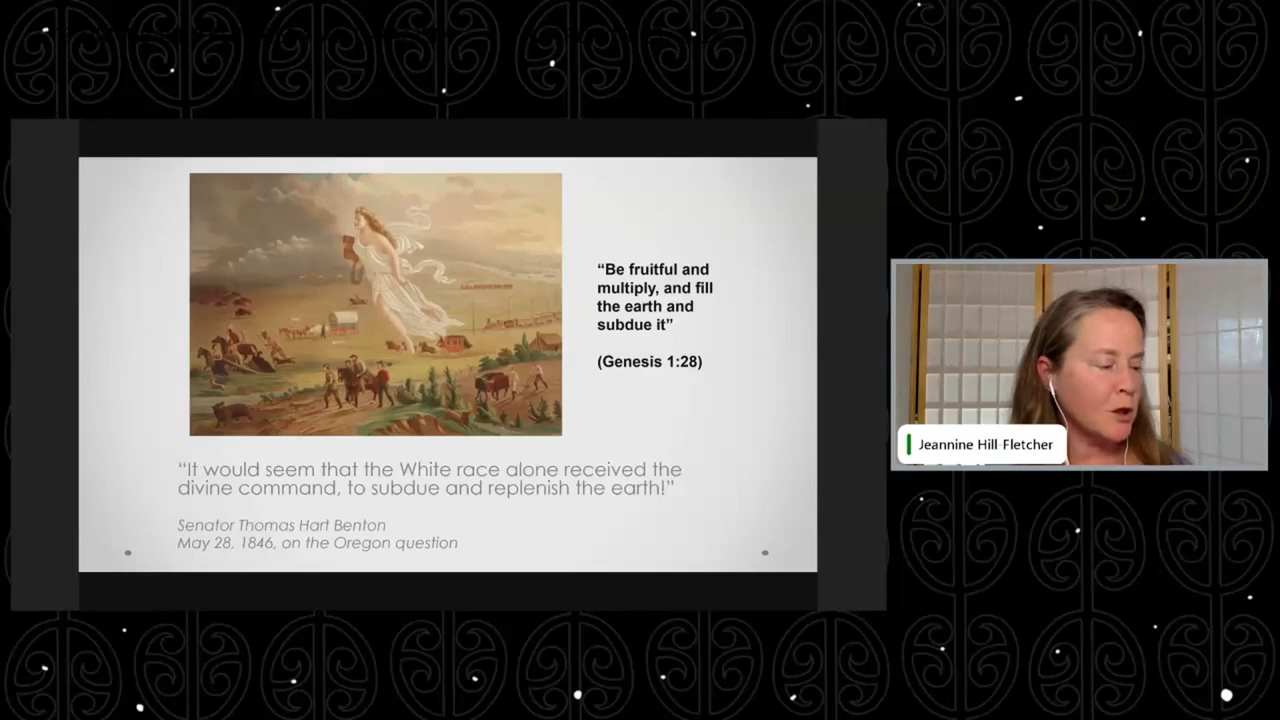 “Be fruitful and
multiply, and fill
the earth and
subdue it”
(Genesis 1:28)
“It would seem that the White race alone received the
divine command, to subdue and replenish the earth!”
Senator Thomas Hart Benton
May 28, 1846, on the Oregon question
Jeannine Hill-Fletcher